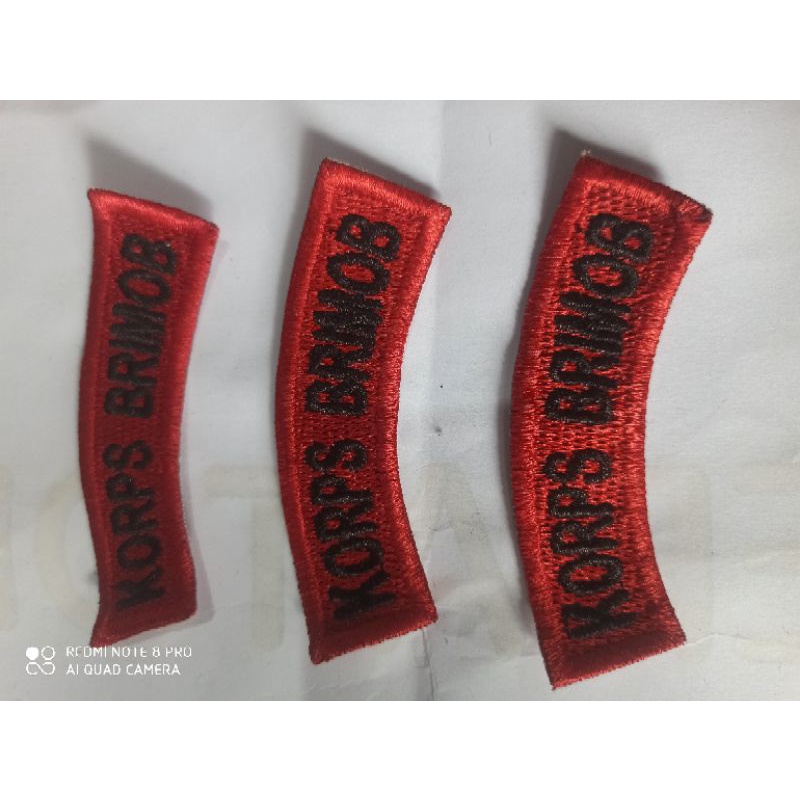 KORPS BRIMOB
KORPS BRIMOB
KORPS BRIMOB
REDMI NOTE 8 PRO
AI QUAD CAMERA